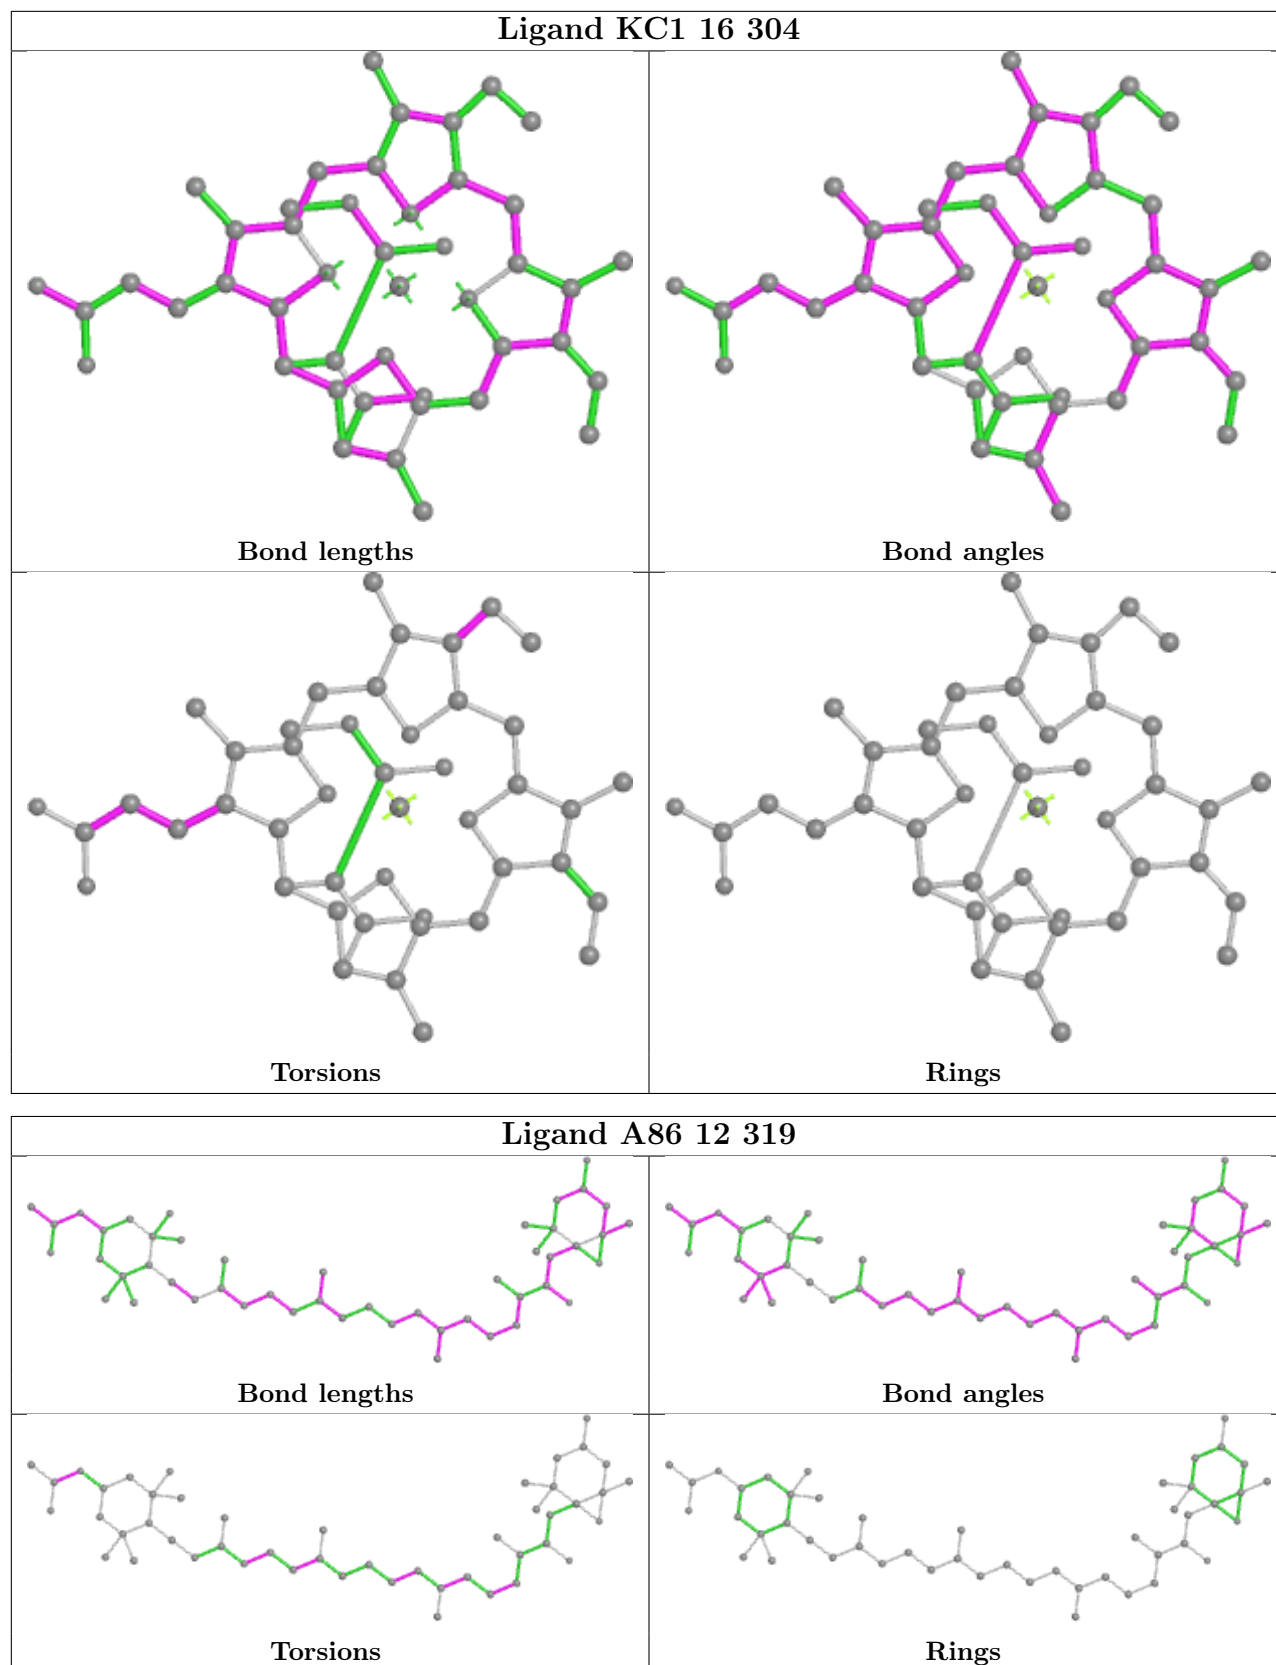 Ligand KC1 16 304
Bond lengths
Bond angles
Torsions
Rings
Ligand A86 12 319
Bond lengths
Bond angles
Torsions
Rings